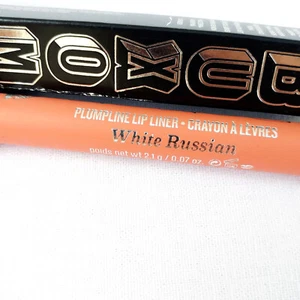 BUXOM
PLUMPLINE LIP LINER • CRAYON À LÈVRES
White Russian
poids net wt 2.1 g / 0.07 oz.